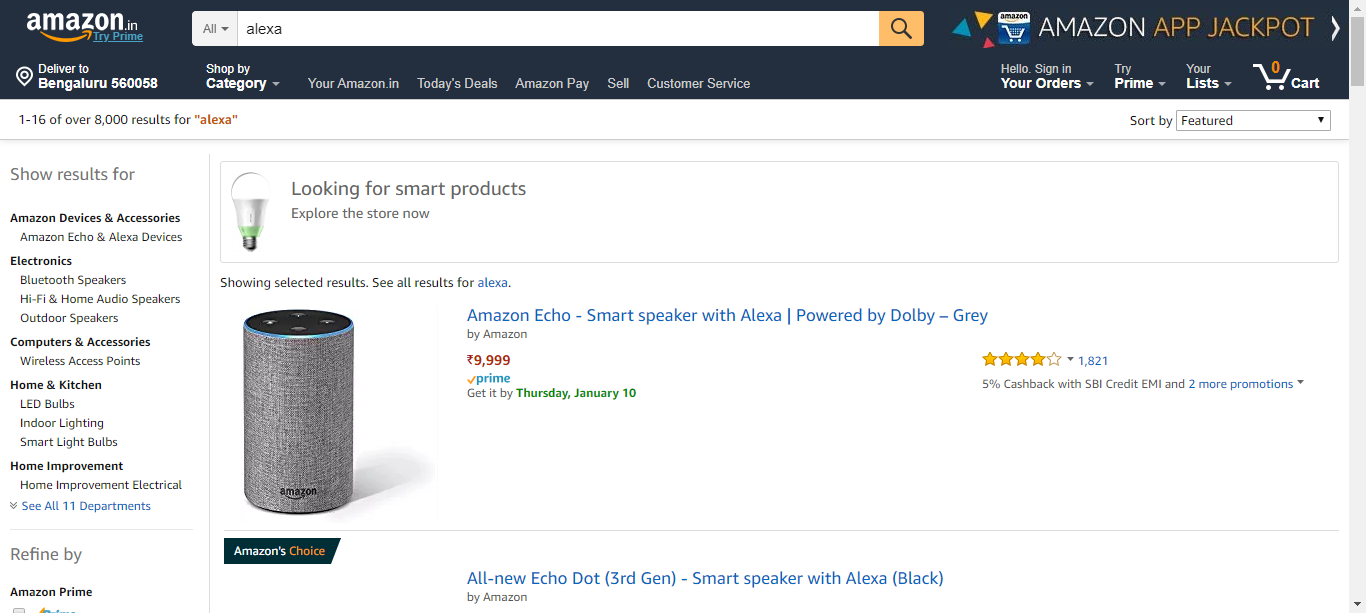 amazon.in
Try Prime
All
alexa
amazon
AMAZON APP JACKPOT
Deliver to
Bengaluru 560058
Shop by
Category
Your Amazon.in
Today's Deals
Amazon Pay
Sell
Customer Service
Hello. Sign in
Your Orders
Try
Prime
Your
Lists
0
Cart
1-16 of over 8,000 results for "alexa"
Sort by Featured
Show results for
Amazon Devices & Accessories
Amazon Echo & Alexa Devices
Electronics
Bluetooth Speakers
Hi-Fi & Home Audio Speakers
Outdoor Speakers
Computers & Accessories
Wireless Access Points
Home & Kitchen
LED Bulbs
Indoor Lighting
Smart Light Bulbs
Home Improvement
Home Improvement Electrical
See All 11 Departments
Refine by
Amazon Prime
Prime
Looking for smart products
Explore the store now
Showing selected results. See all results for alexa.
amazon
Amazon Echo - Smart speaker with Alexa | Powered by Dolby – Grey
by Amazon
₹9,999
prime
Get it by Thursday, January 10
1,821
5% Cashback with SBI Credit EMI and 2 more promotions
Amazon's Choice
All-new Echo Dot (3rd Gen) - Smart speaker with Alexa (Black)
by Amazon